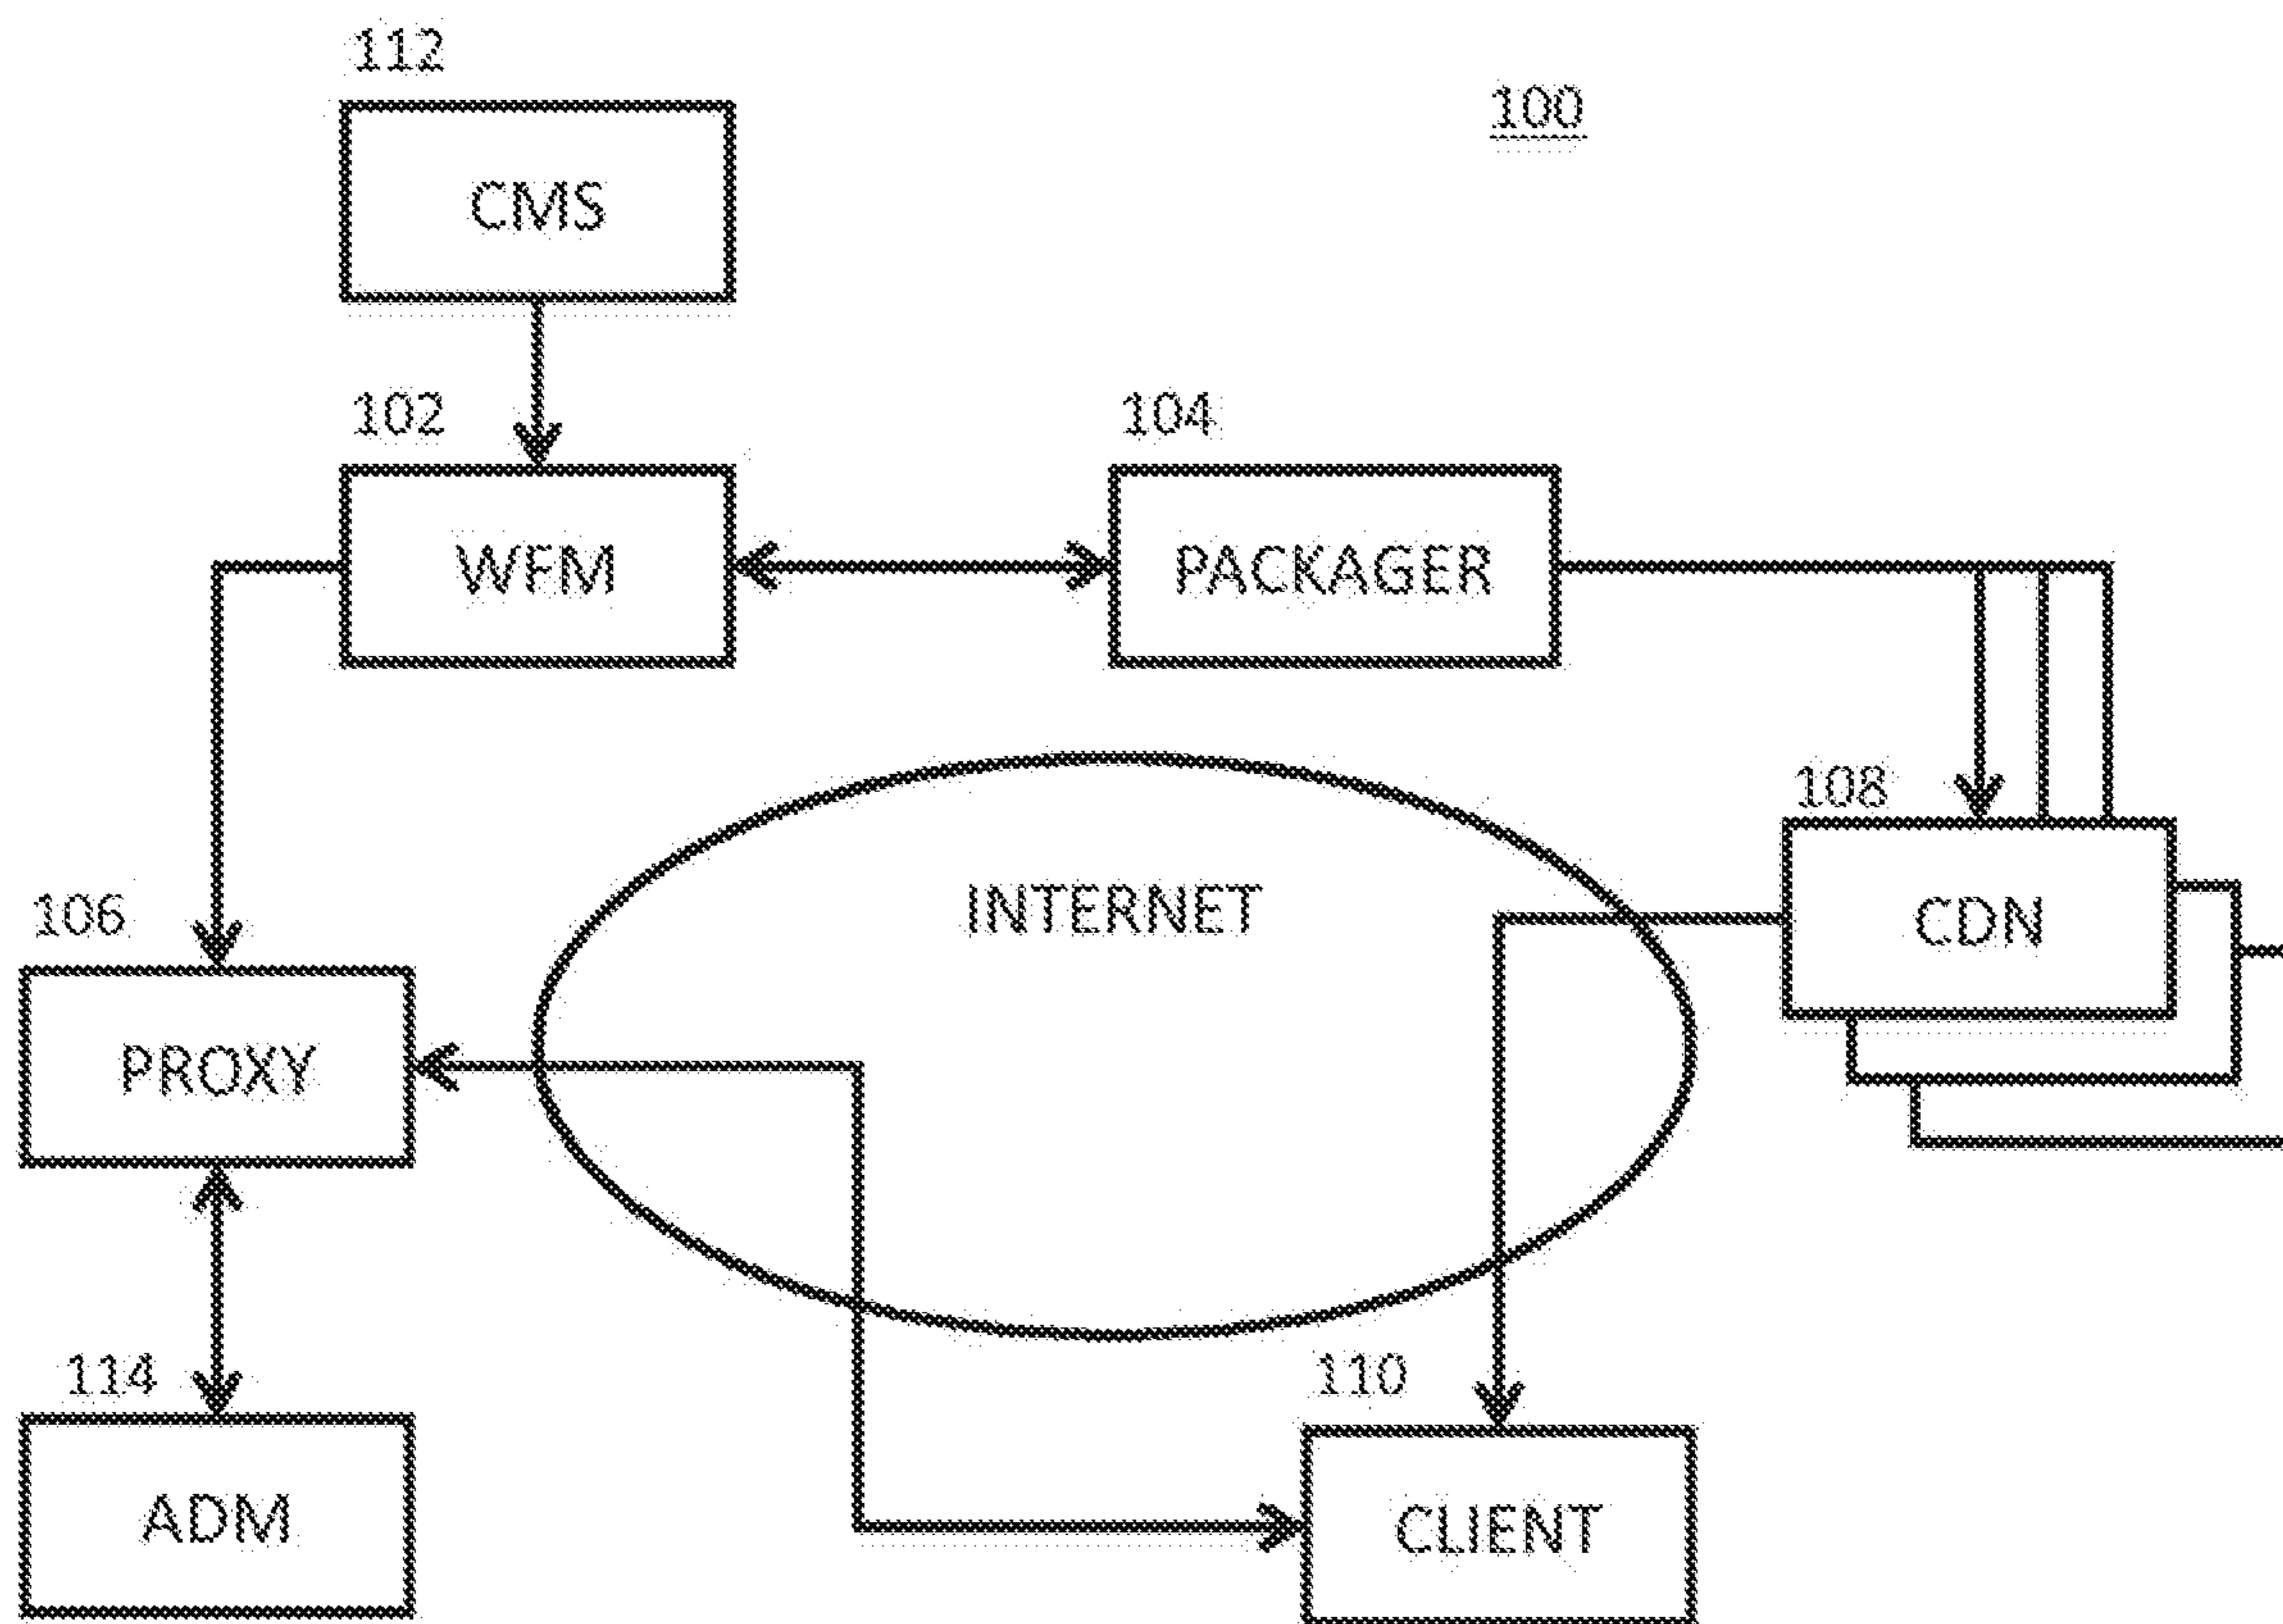 112
100
CMS
102
104
WFM
PACKAGER
108
INTERNET
106
CDN
PROXY
114
110
ADM
CLIENT